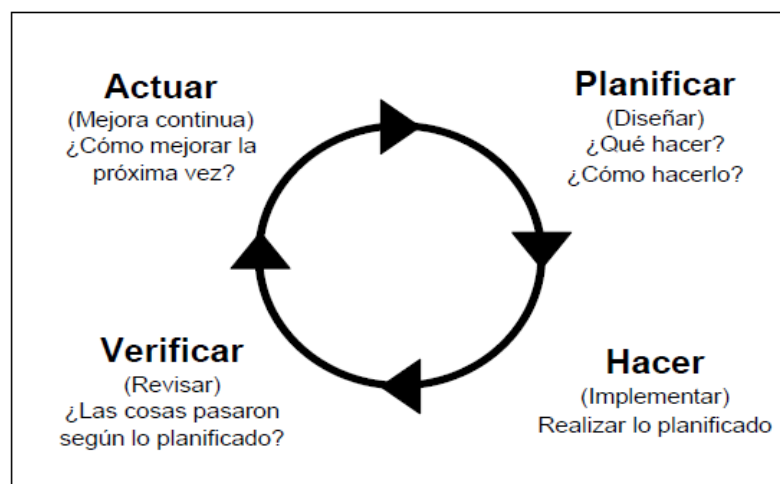 Actuar
(Mejora continua)
¿Cómo mejorar la
próxima vez?
Planificar
(Diseñar)
¿Qué hacer?
¿Cómo hacerlo?
Verificar
(Revisar)
¿Las cosas pasaron
según lo planificado?
Hacer
(Implementar)
Realizar lo planificado